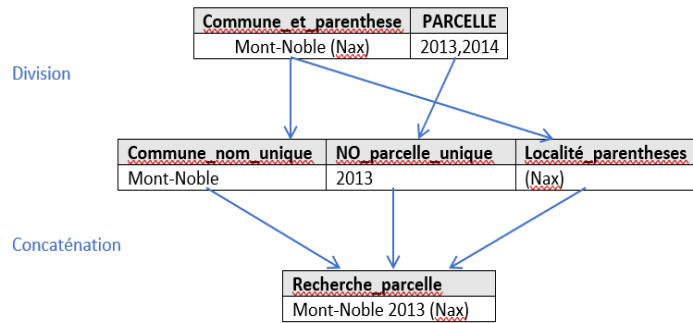 Commune_et_parenthese PARCELLE
Mont-Noble (Nax) 2013,2014
Division
Commune_nom_unique NO_parcelle_unique Localité_parentheses
Mont-Noble 2013 (Nax)
Concaténation
Recherche_parcelle
Mont-Noble 2013 (Nax)